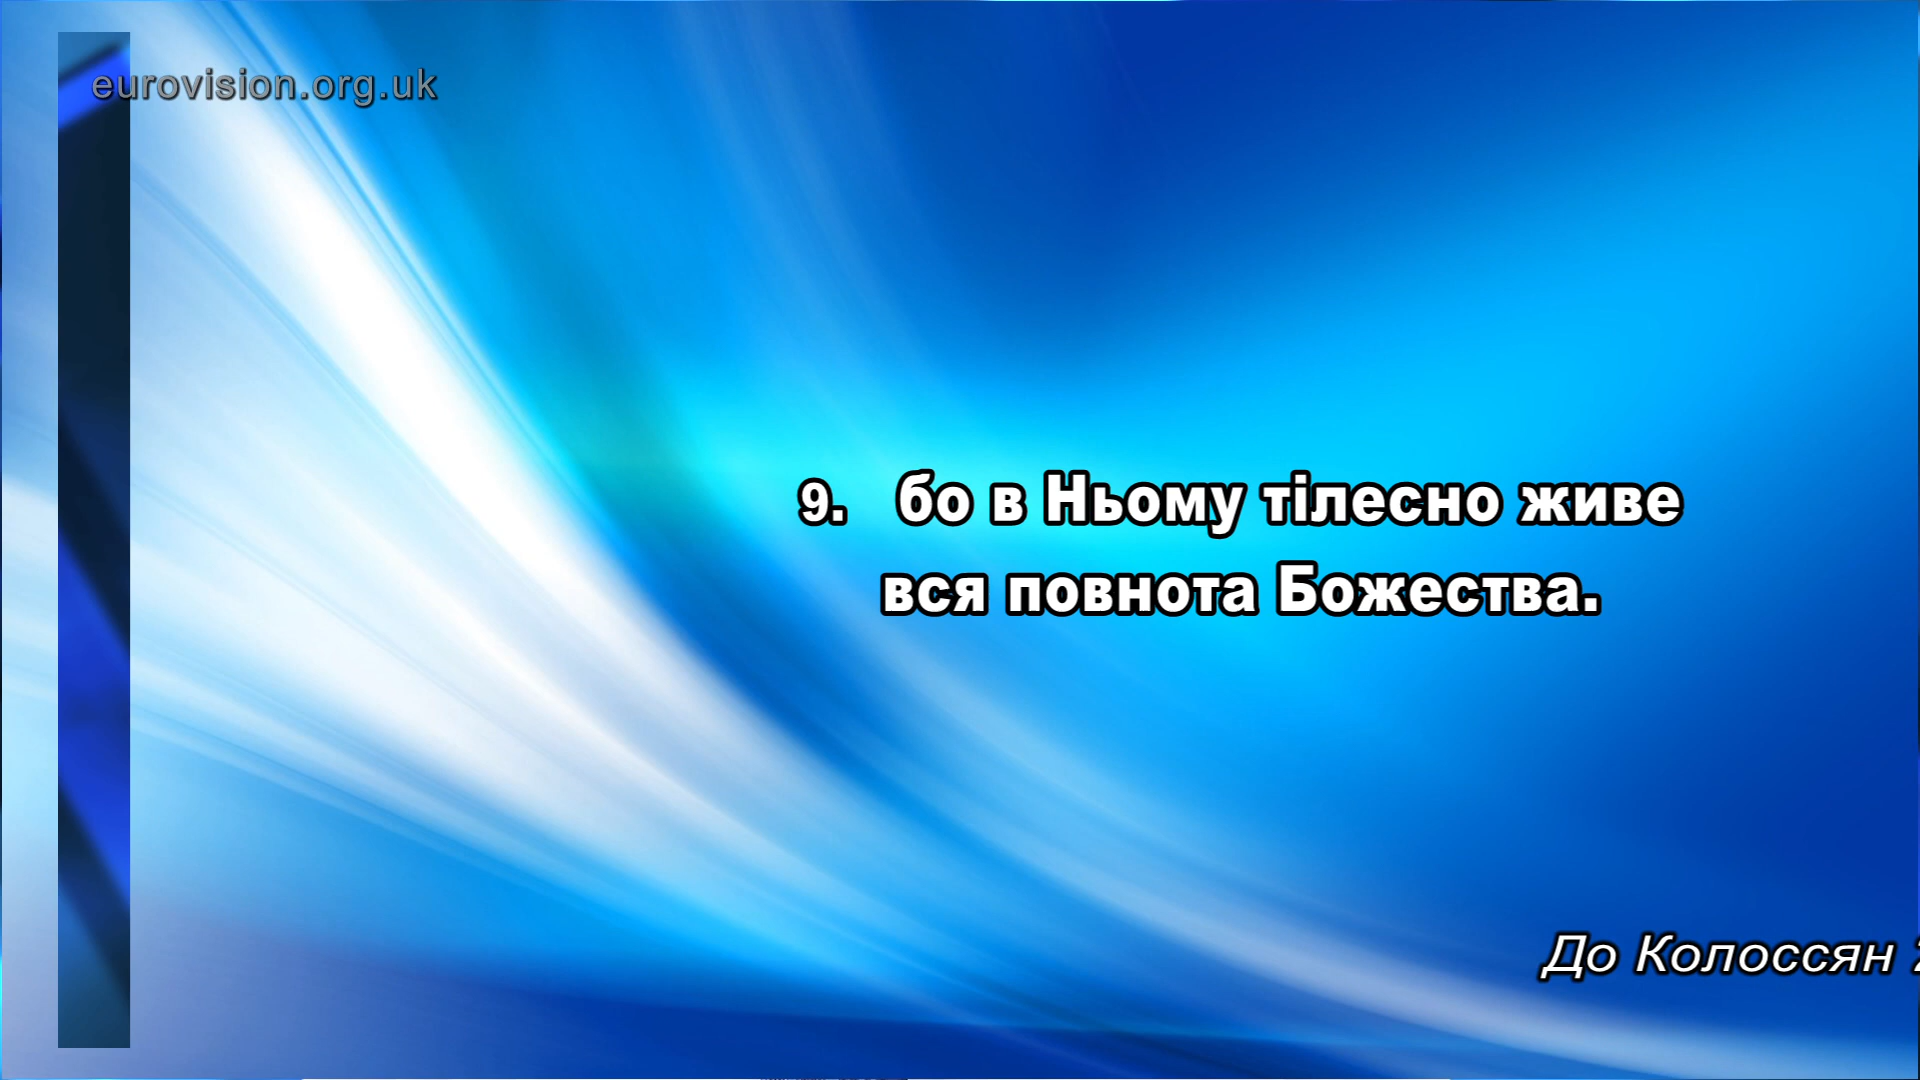 eurovision.org.uk
9. бо в Ньому тілесно живе
вся повнота Божества.
До Колоссян